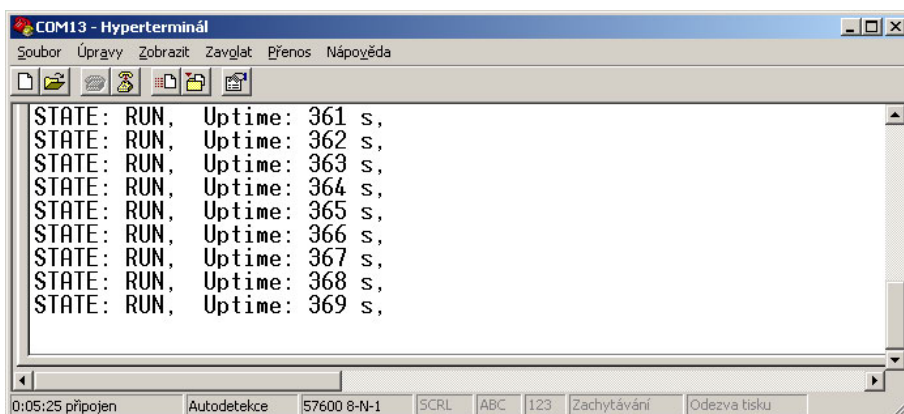 COM13 - Hyperterminál
Soubor Úpravy Zobrazit Zavolat Přenos Nápověda
STATE: RUN, Uptime: 361 s,
STATE: RUN, Uptime: 362 s,
STATE: RUN, Uptime: 363 s,
STATE: RUN, Uptime: 364 s,
STATE: RUN, Uptime: 365 s,
STATE: RUN, Uptime: 366 s,
STATE: RUN, Uptime: 367 s,
STATE: RUN, Uptime: 368 s,
STATE: RUN, Uptime: 369 s,
0:05:25 připojen Autodetekce 57600 8-N-1 SCRL ABC 123 Zachytávání Odezva tisku